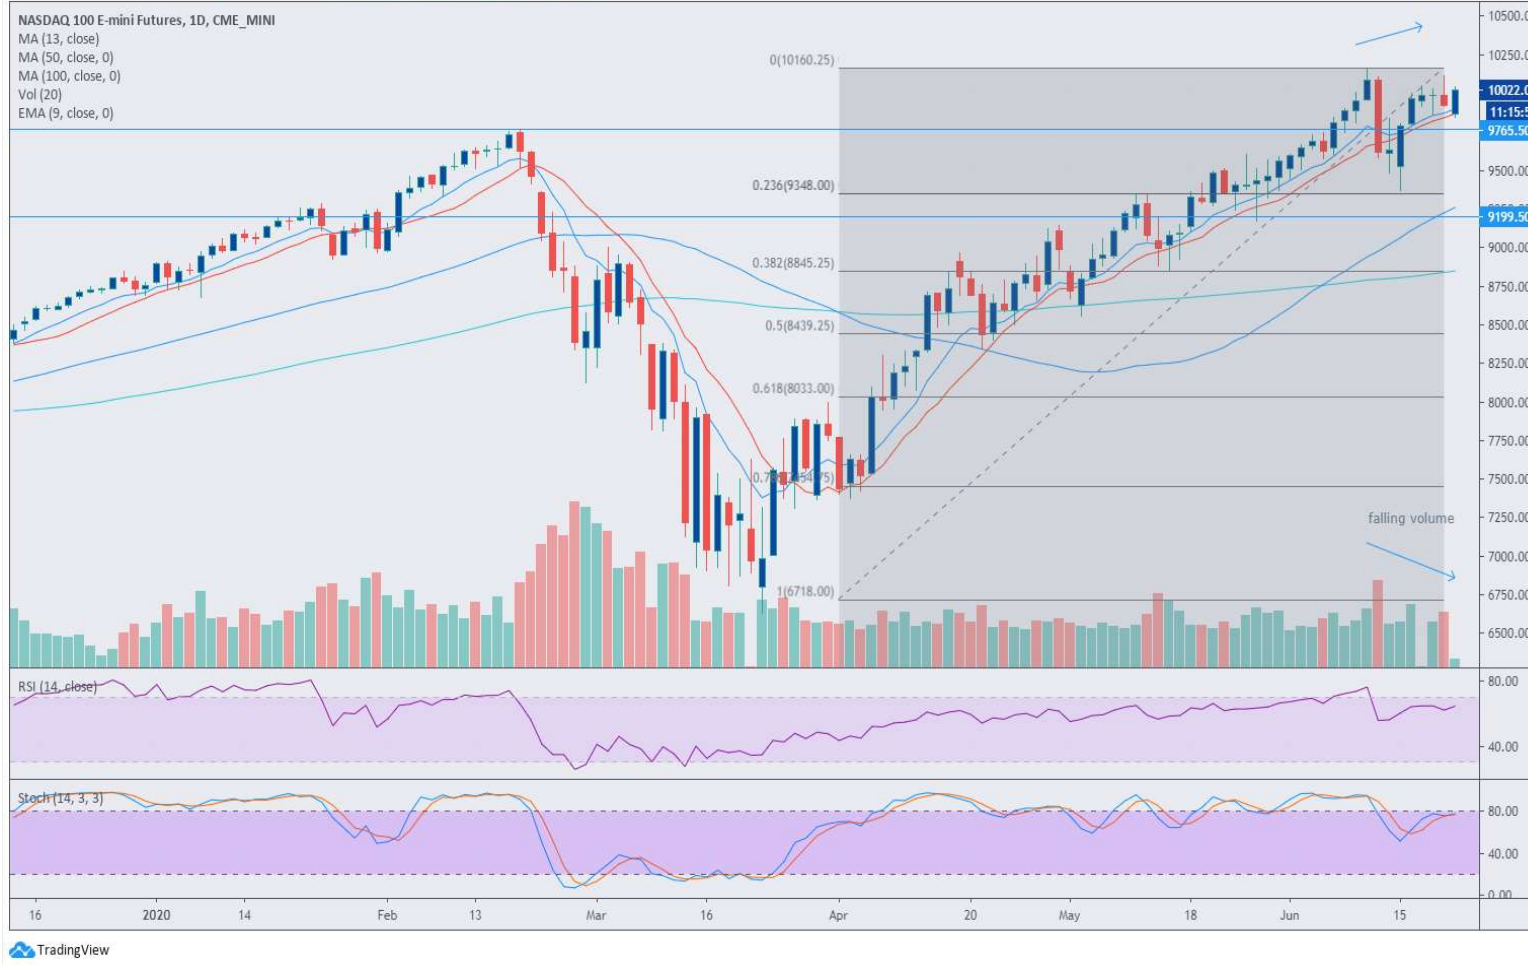 NASDAQ 100 E-mini Futures, 1D, CME_MINI
MA (13, close)
MA (50, close, 0)
MA (100, close, 0)
Vol (20)
EMA (9, close, 0)
10500.0
10250.0
10022.0
11:15:5
9765.50
9500.00
9199.50
9000.00
8750.00
8500.00
8250.00
8000.00
7750.00
7500.00
7250.00
7000.00
6750.00
6500.00
0(10160.25)
0.236(9348.00)
0.382(8845.25)
0.5(8439.25)
0.618(8033.00)
1(6718.00)
falling volume
RSI (14, close)
80.00
40.00
Stoch (14, 3, 3)
80.00
40.00
0.00
16 2020 14 Feb 13 Mar 16 Apr 20 May 18 Jun 15
TradingView